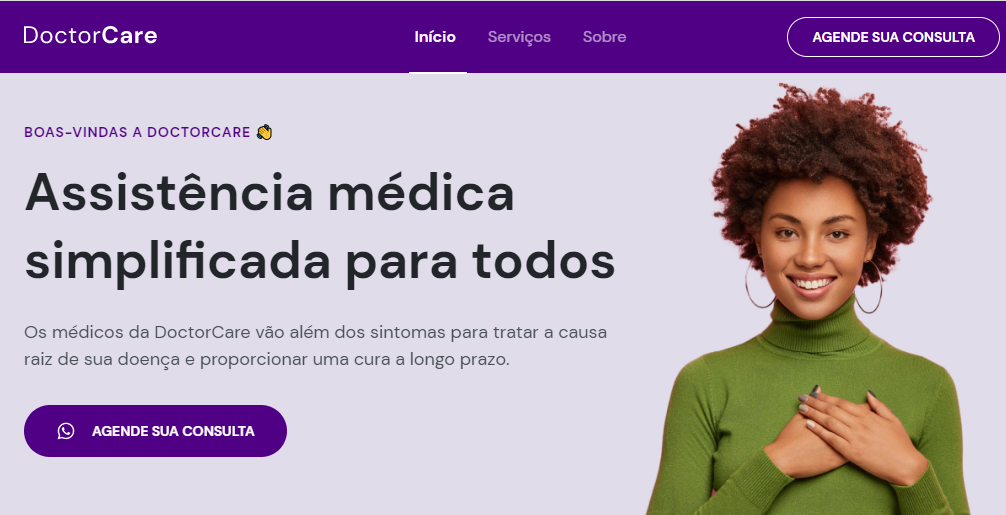 DoctorCare
Início
Serviços
Sobre
AGENDE SUA CONSULTA
BOAS-VINDAS A DOCTORCARE 👋
Assistência médica
simplificada para todos
Os médicos da DoctorCare vão além dos sintomas para tratar a causa
raiz de sua doença e proporcionar uma cura a longo prazo.
AGENDE SUA CONSULTA